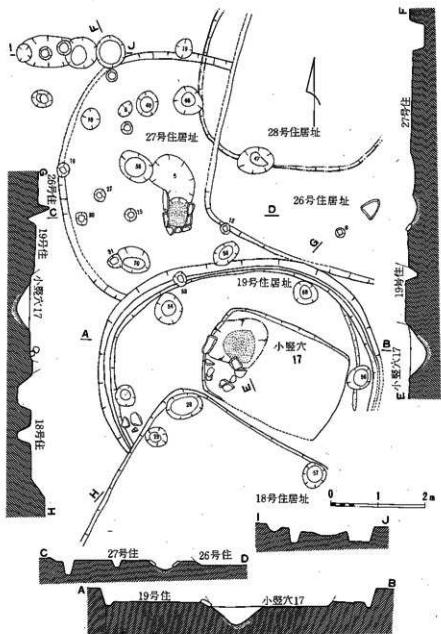 I
F
J
27号住居址
28号住居址
26号住居址
D
C
G
19号住居址
A
B
小竪穴
17
E
H
18号住居址
0 1 2m
F
27号住
19号住
小竪穴17
E
G
26号住
19号住
小竪穴17
18号住
H
I
J
C
27号住
26号住
D
A
19号住
小竪穴17
B